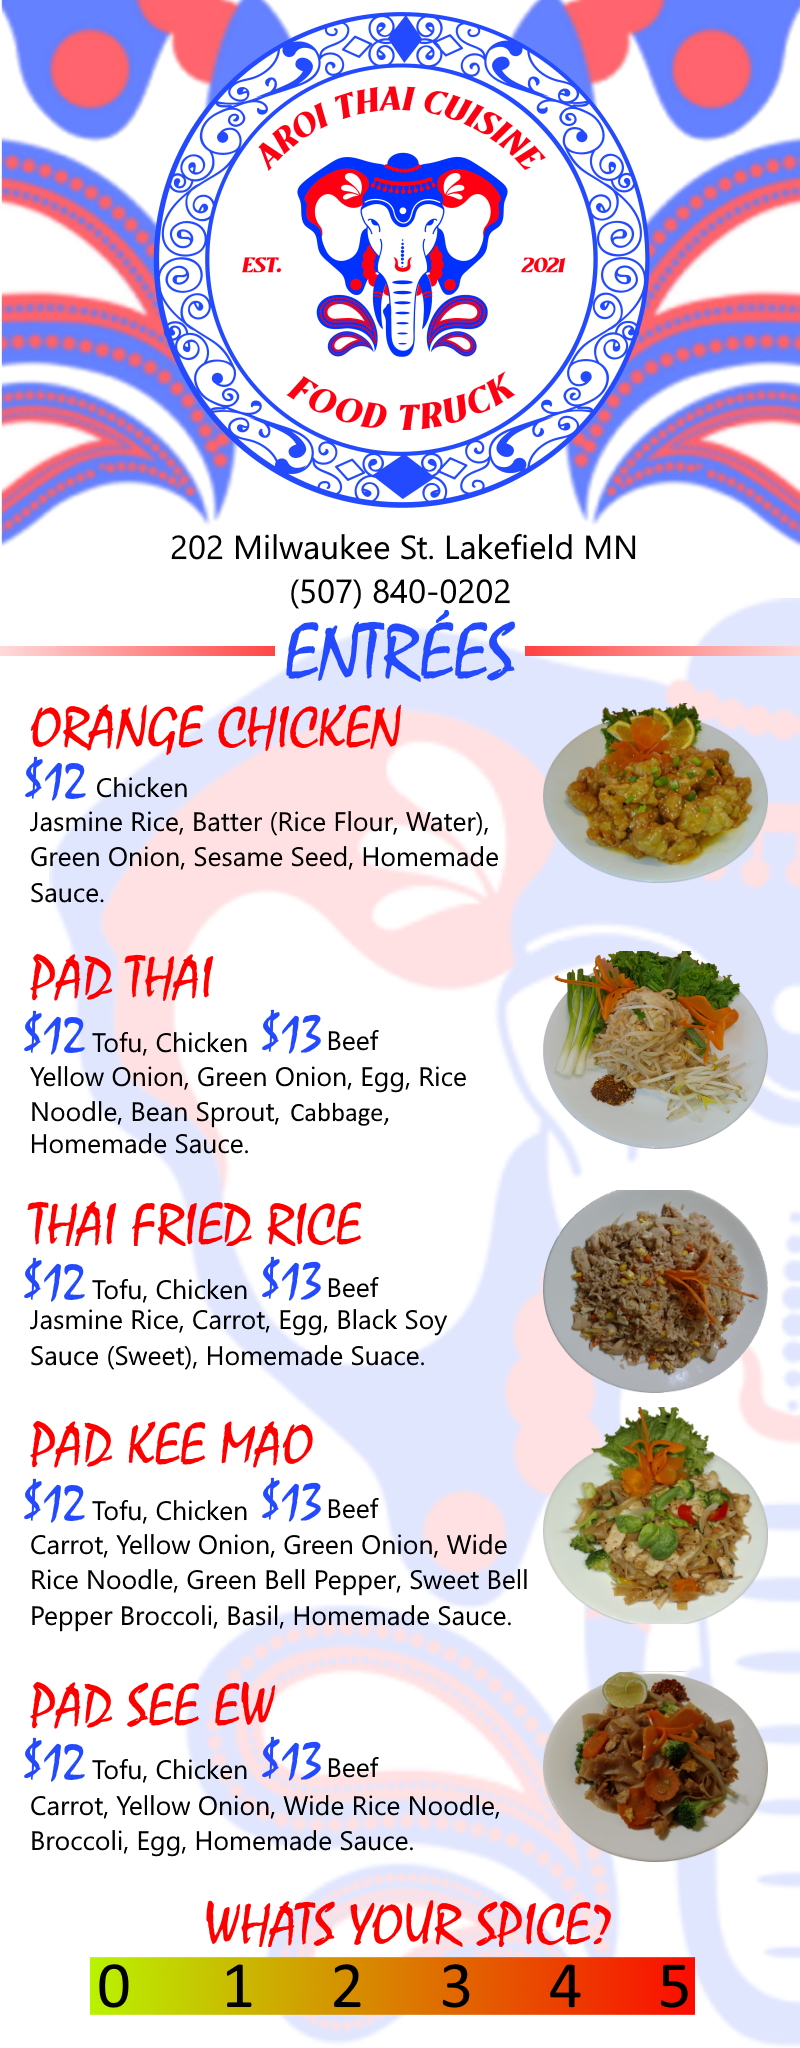 AROI THAI CUISINE
EST. 2021
FOOD TRUCK
202 Milwaukee St. Lakefield MN
(507) 840-0202
ENTRÉES
ORANGE CHICKEN
$12 Chicken
Jasmine Rice, Batter (Rice Flour, Water),
Green Onion, Sesame Seed, Homemade
Sauce.
PAD THAI
$12 Tofu, Chicken $13 Beef
Yellow Onion, Green Onion, Egg, Rice
Noodle, Bean Sprout, Cabbage,
Homemade Sauce.
THAI FRIED RICE
$12 Tofu, Chicken $13 Beef
Jasmine Rice, Carrot, Egg, Black Soy
Sauce (Sweet), Homemade Suace.
PAD KEE MAO
$12 Tofu, Chicken $13 Beef
Carrot, Yellow Onion, Green Onion, Wide
Rice Noodle, Green Bell Pepper, Sweet Bell
Pepper Broccoli, Basil, Homemade Sauce.
PAD SEE EW
$12 Tofu, Chicken $13 Beef
Carrot, Yellow Onion, Wide Rice Noodle,
Broccoli, Egg, Homemade Sauce.
WHATS YOUR SPICE?
0 1 2 3 4 5